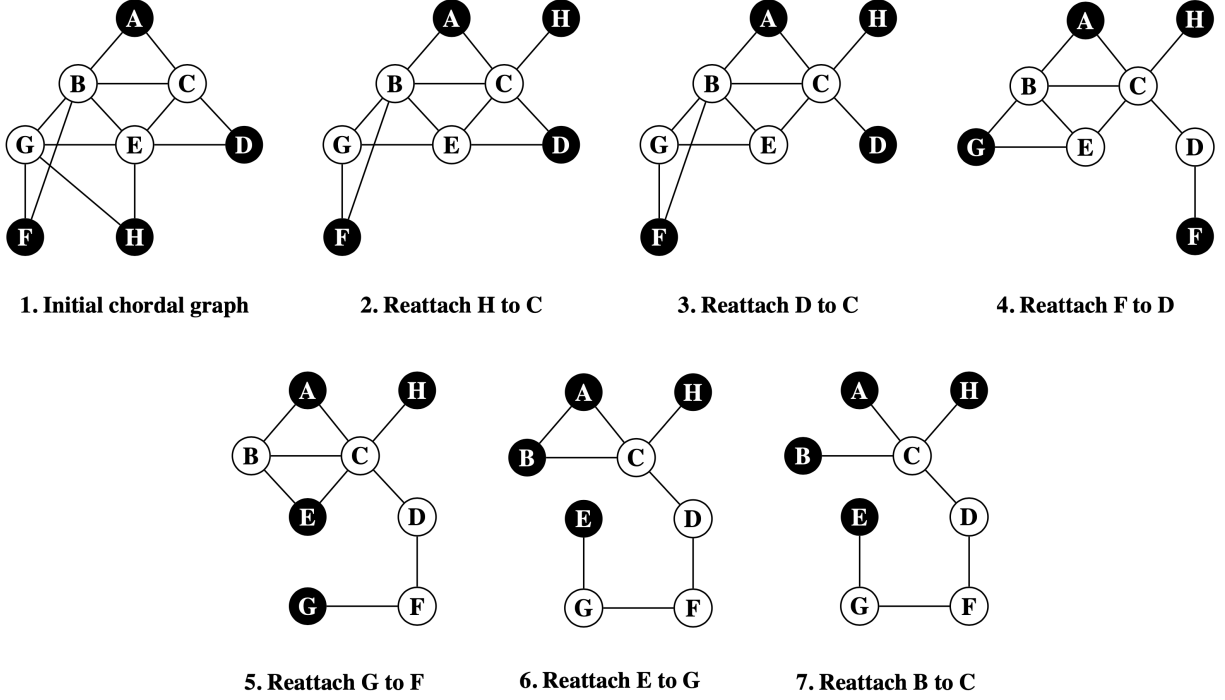 A
B C
G E D
F H
1. Initial chordal graph
A H
B C
G E D
F
2. Reattach H to C
A H
B C
G E D
F
3. Reattach D to C
A H
B C
G E D
F
4. Reattach F to D
A H
B C
E D
G F
5. Reattach G to F
A H
B C
E D
G F
6. Reattach E to G
A H
B C
E D
G F
7. Reattach B to C